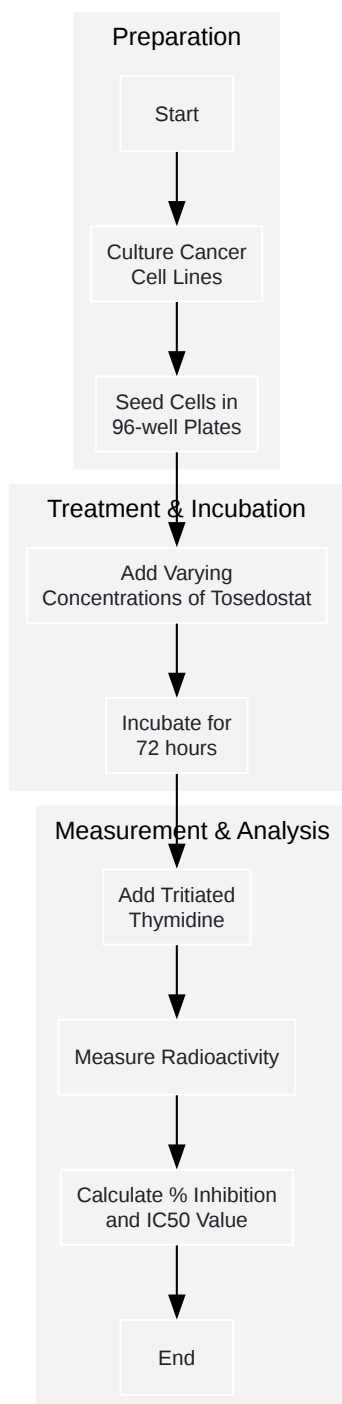 Preparation
Start
Culture Cancer
Cell Lines
Seed Cells in
96-well Plates
Treatment & Incubation
Add Varying
Concentrations of Tosedostat
Incubate for
72 hours
Measurement & Analysis
Add Tritiated
Thymidine
Measure Radioactivity
Calculate % Inhibition
and IC50 Value
End